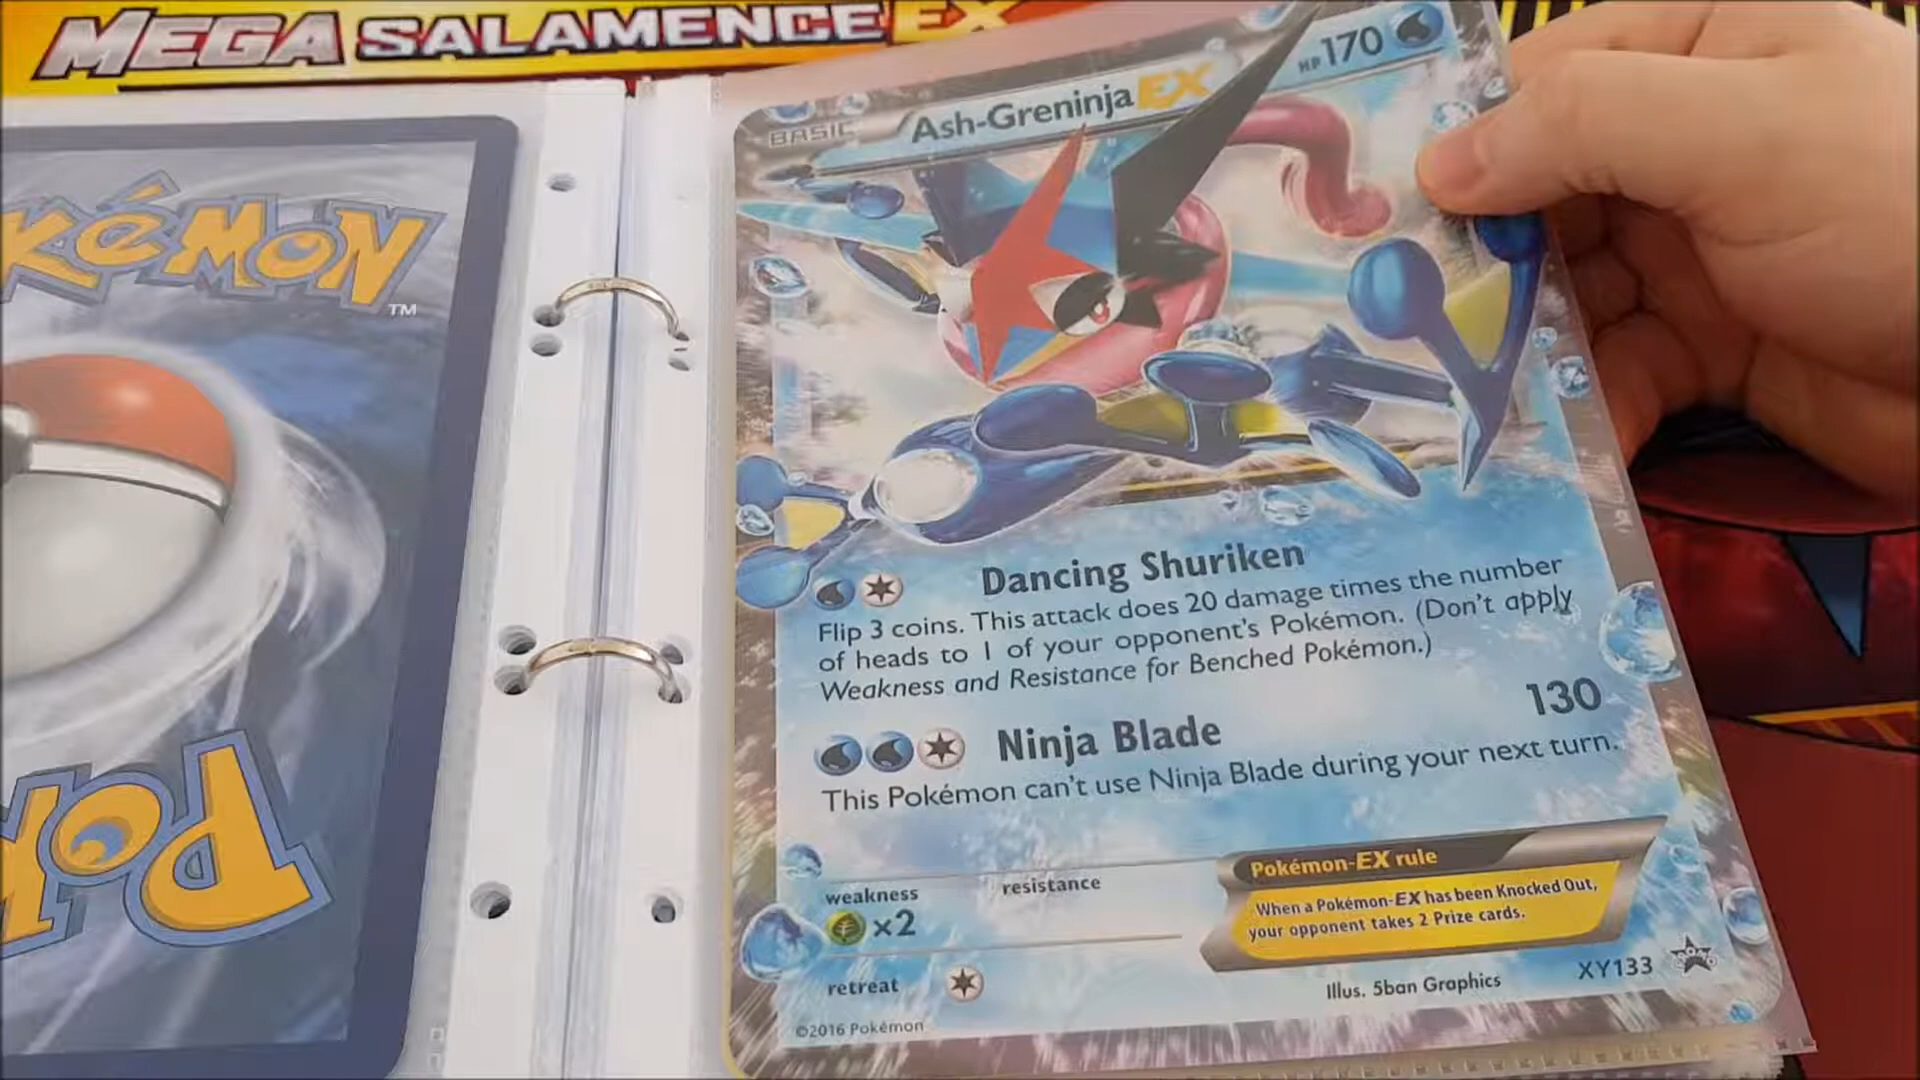 MEGA SALAMENCE EX
KéMON
TM
POK
BASIC
Ash-Greninja EX
HP170
Dancing Shuriken
Flip 3 coins. This attack does 20 damage times the number
of heads to 1 of your opponent's Pokémon. (Don't apply
Weakness and Resistance for Benched Pokémon.)
Ninja Blade 130
This Pokémon can't use Ninja Blade during your next turn.
weakness
×2
resistance
retreat
Pokémon-EX rule
When a Pokémon-EX has been Knocked Out,
your opponent takes 2 Prize cards.
Illus. 5ban Graphics
XY133
©2016 Pokémon